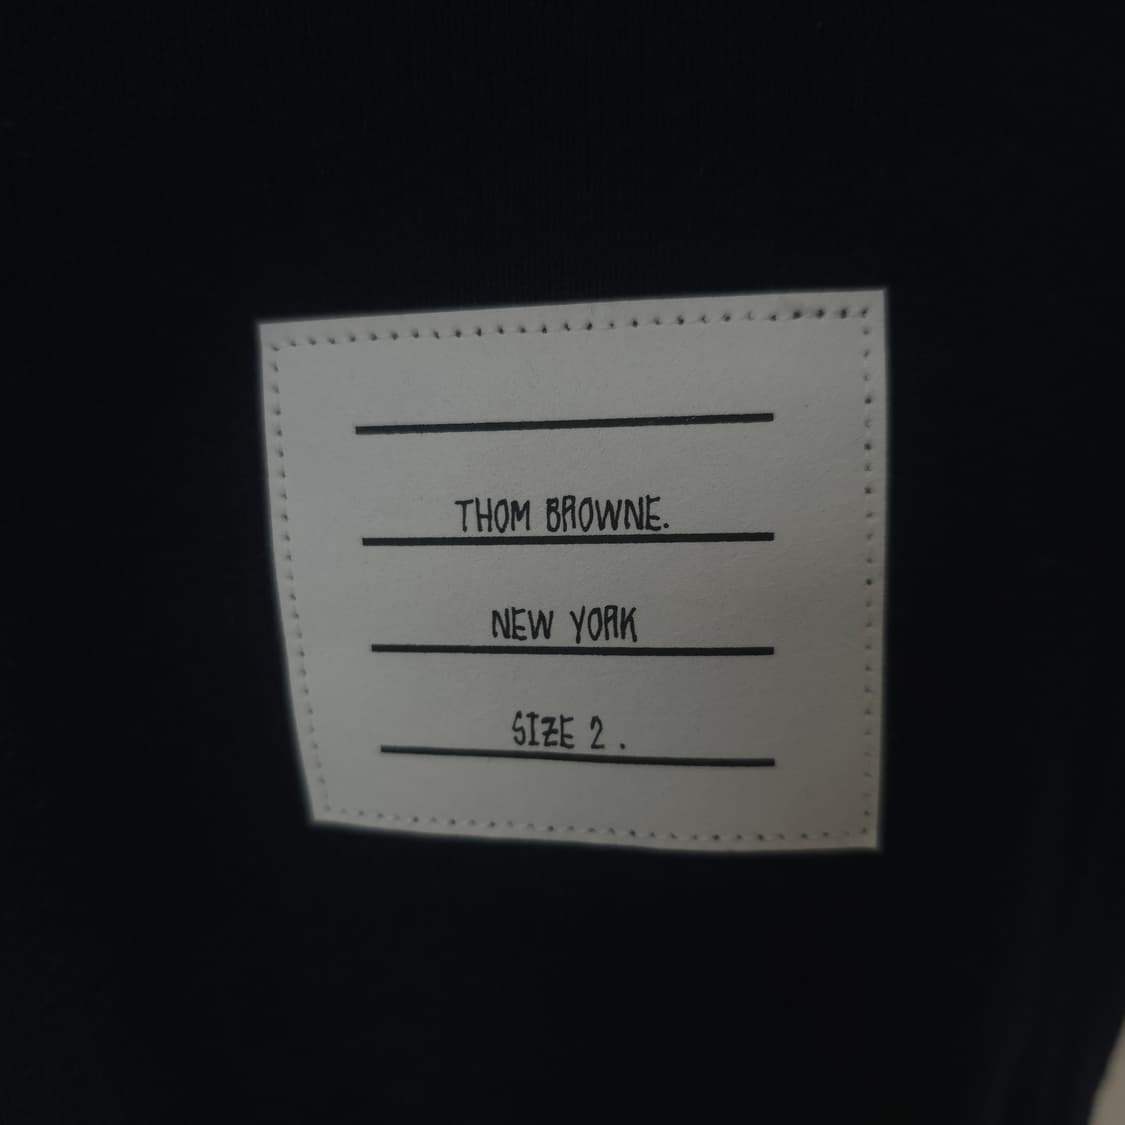 THOM BROWNE.
NEW YORK
SIZE 2.